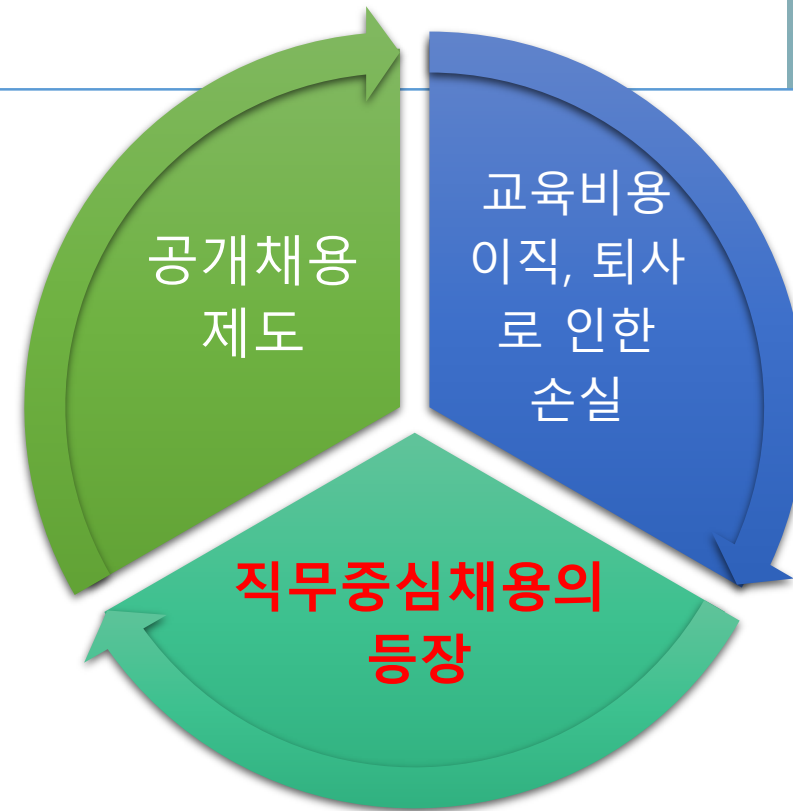 공개채용
제도
교육비용
이직, 퇴사
로 인한
손실
직무중심채용의
등장